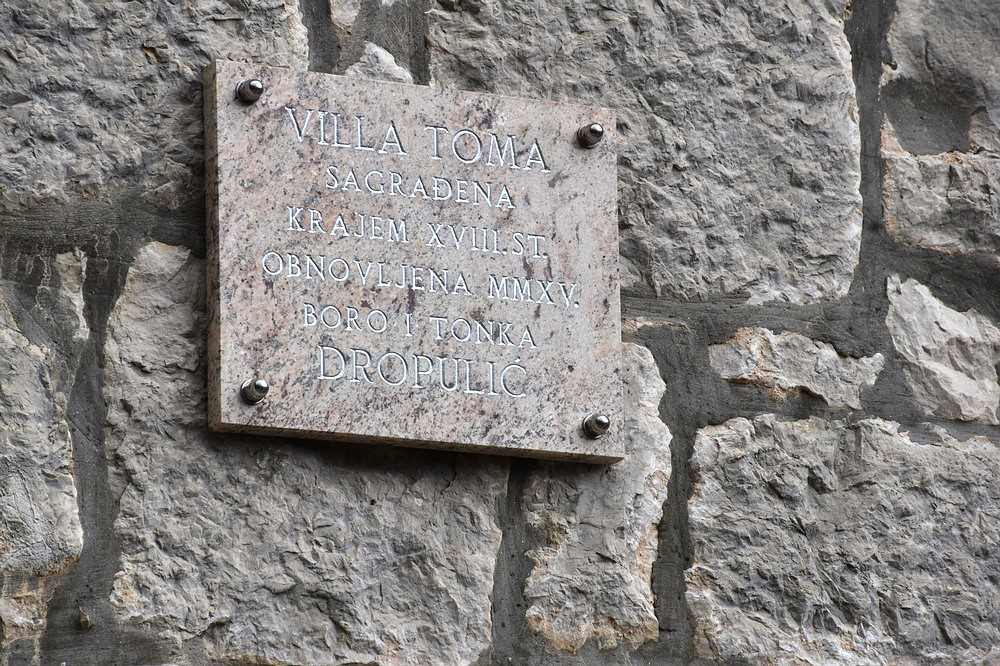 VILLA TOMA
SAGRAĐENA
KRAJEM XVIII.ST.
OBNOVLJENA MMXV.
BORO I TONKA
DROPULIĆ